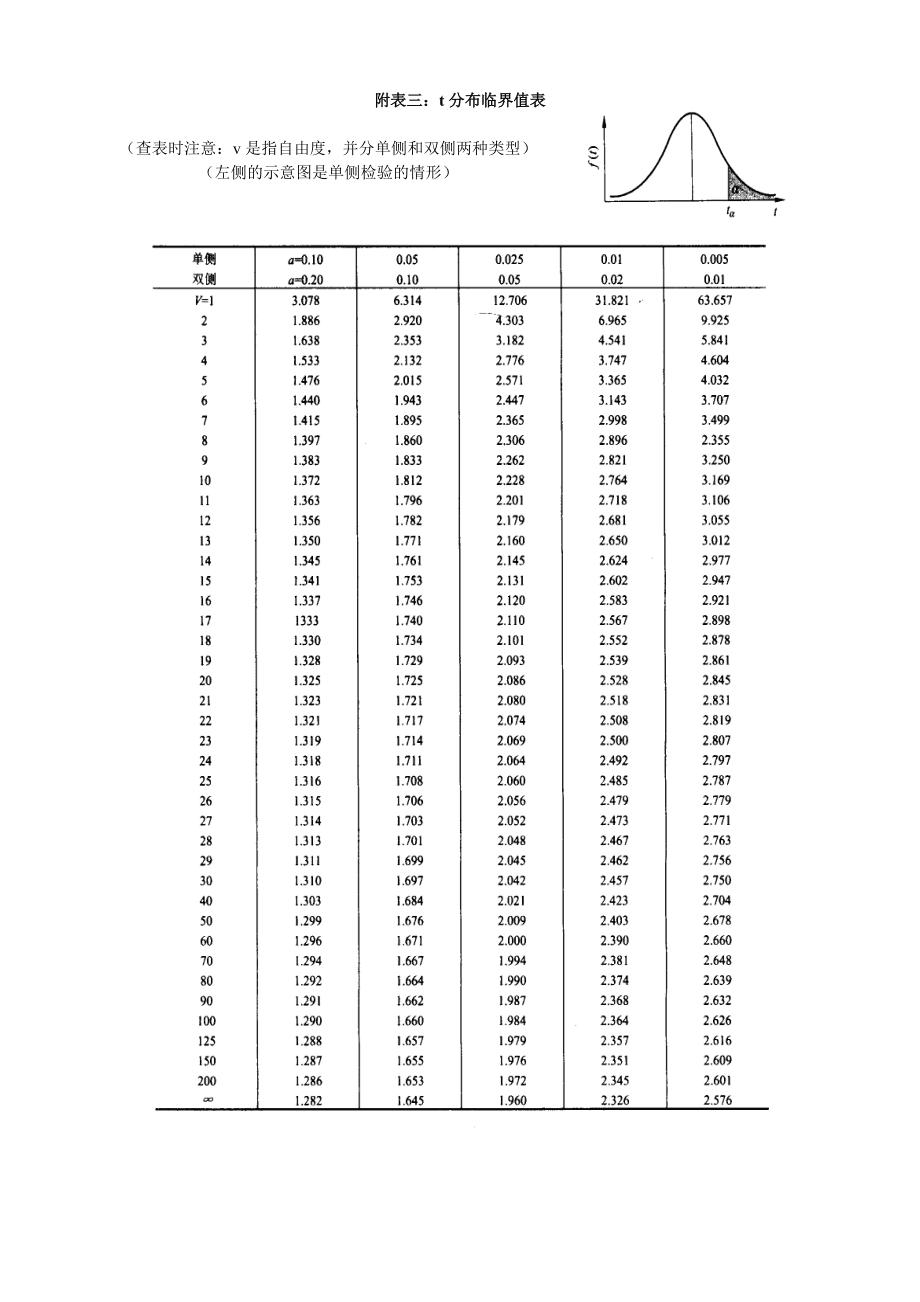 附表三：t 分布临界值表
（查表时注意：v 是指自由度，并分单侧和双侧两种类型）
（左侧的示意图是单侧检验的情形）
f(t)
α
tα t
单侧 a=0.10 0.05 0.025 0.01 0.005
双侧 a=0.20 0.10 0.05 0.02 0.01
V=1 3.078 6.314 12.706 31.821 63.657
2 1.886 2.920 4.303 6.965 9.925
3 1.638 2.353 3.182 4.541 5.841
4 1.533 2.132 2.776 3.747 4.604
5 1.476 2.015 2.571 3.365 4.032
6 1.440 1.943 2.447 3.143 3.707
7 1.415 1.895 2.365 2.998 3.499
8 1.397 1.860 2.306 2.896 2.355
9 1.383 1.833 2.262 2.821 3.250
10 1.372 1.812 2.228 2.764 3.169
11 1.363 1.796 2.201 2.718 3.106
12 1.356 1.782 2.179 2.681 3.055
13 1.350 1.771 2.160 2.650 3.012
14 1.345 1.761 2.145 2.624 2.977
15 1.341 1.753 2.131 2.602 2.947
16 1.337 1.746 2.120 2.583 2.921
17 1333 1.740 2.110 2.567 2.898
18 1.330 1.734 2.101 2.552 2.878
19 1.328 1.729 2.093 2.539 2.861
20 1.325 1.725 2.086 2.528 2.845
21 1.323 1.721 2.080 2.518 2.831
22 1.321 1.717 2.074 2.508 2.819
23 1.319 1.714 2.069 2.500 2.807
24 1.318 1.711 2.064 2.492 2.797
25 1.316 1.708 2.060 2.485 2.787
26 1.315 1.706 2.056 2.479 2.779
27 1.314 1.703 2.052 2.473 2.771
28 1.313 1.701 2.048 2.467 2.763
29 1.311 1.699 2.045 2.462 2.756
30 1.310 1.697 2.042 2.457 2.750
40 1.303 1.684 2.021 2.423 2.704
50 1.299 1.676 2.009 2.403 2.678
60 1.296 1.671 2.000 2.390 2.660
70 1.294 1.667 1.994 2.381 2.648
80 1.292 1.664 1.990 2.374 2.639
90 1.291 1.662 1.987 2.368 2.632
100 1.290 1.660 1.984 2.364 2.626
125 1.288 1.657 1.979 2.357 2.616
150 1.287 1.655 1.976 2.351 2.609
200 1.286 1.653 1.972 2.345 2.601
∞ 1.282 1.645 1.960 2.326 2.576